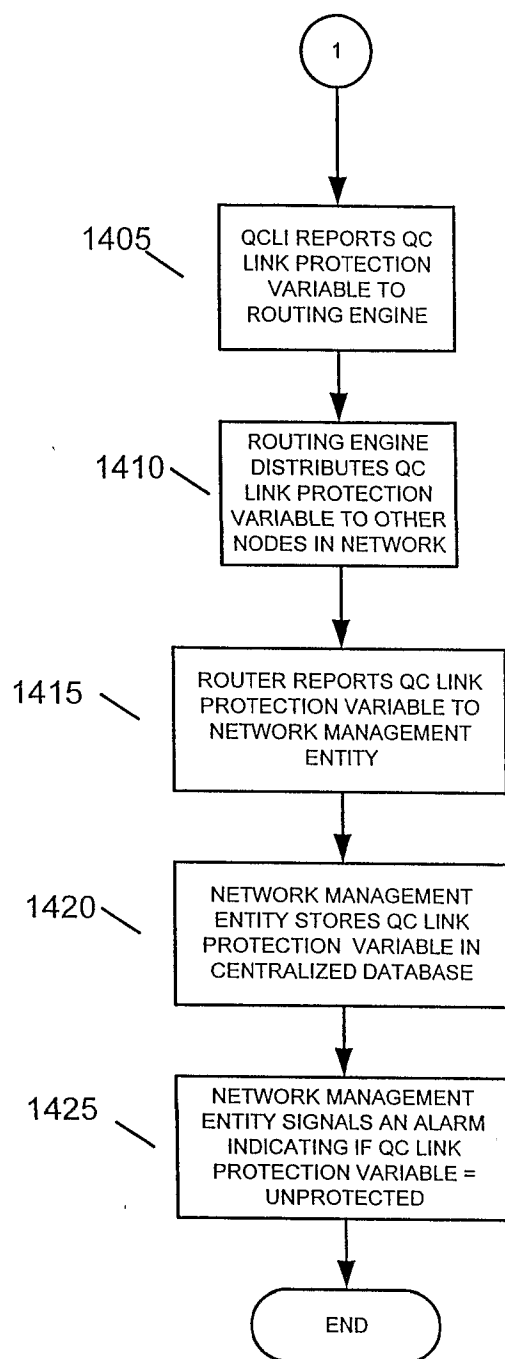 1
1405
QCLI REPORTS QC
LINK PROTECTION
VARIABLE TO
ROUTING ENGINE
1410
ROUTING ENGINE
DISTRIBUTES QC
LINK PROTECTION
VARIABLE TO OTHER
NODES IN NETWORK
1415
ROUTER REPORTS QC LINK
PROTECTION VARIABLE TO
NETWORK MANAGEMENT
ENTITY
1420
NETWORK MANAGEMENT
ENTITY STORES QC LINK
PROTECTION VARIABLE IN
CENTRALIZED DATABASE
1425
NETWORK MANAGEMENT
ENTITY SIGNALS AN ALARM
INDICATING IF QC LINK
PROTECTION VARIABLE =
UNPROTECTED
END